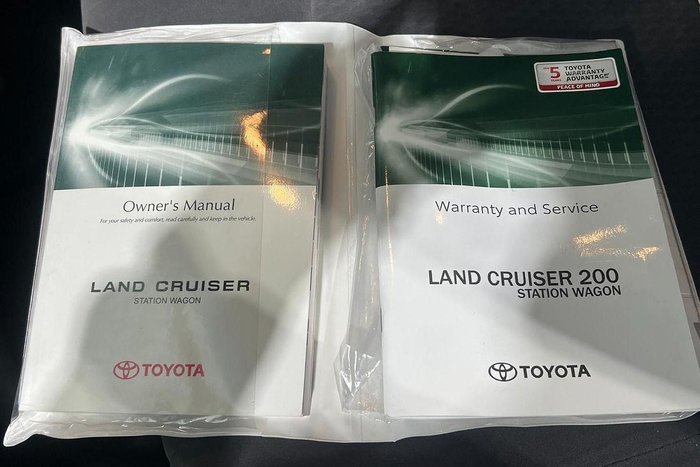 Owner's Manual
For your safety and comfort, read carefully and keep in the vehicle.
LAND CRUISER
STATION WAGON
TOYOTA
5
YEARS
TOYOTA
WARRANTY
ADVANTAGE
PEACE OF MIND
Warranty and Service
LAND CRUISER 200
STATION WAGON
TOYOTA